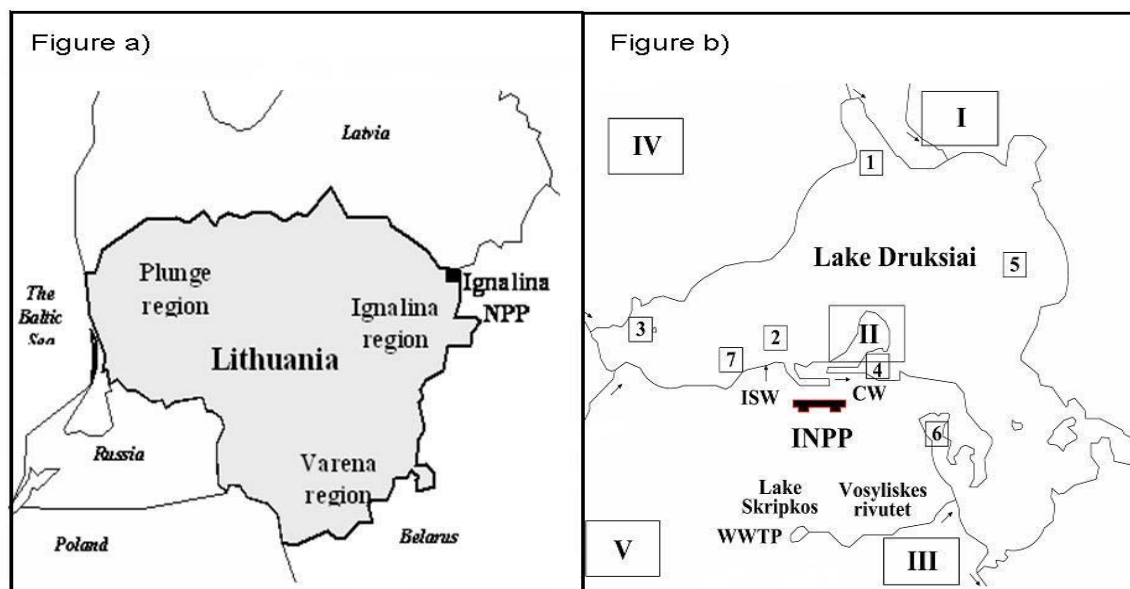 Figure a)
Latvia
Plunge
region
The
Baltic
Sea
Ignalina
NPP
Ignalina
region
Lithuania
Russia
Varena
region
Poland
Belarus
Figure b)
I
IV
1
Lake Druksiai
5
3
2
II
7
4
ISW
CW
INPP
6
Lake
Skripkos
Vosyliskes
rivutet
WWTP
V
III